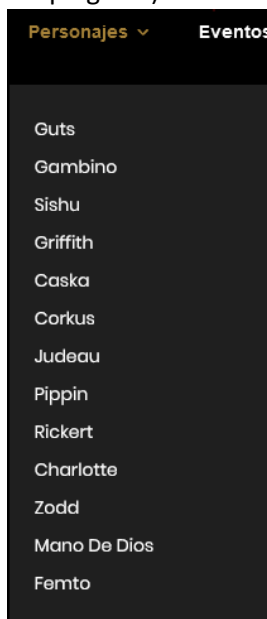 Personajes Eventos
Guts
Gambino
Sishu
Griffith
Caska
Corkus
Judeau
Pippin
Rickert
Charlotte
Zodd
Mano De Dios
Femto